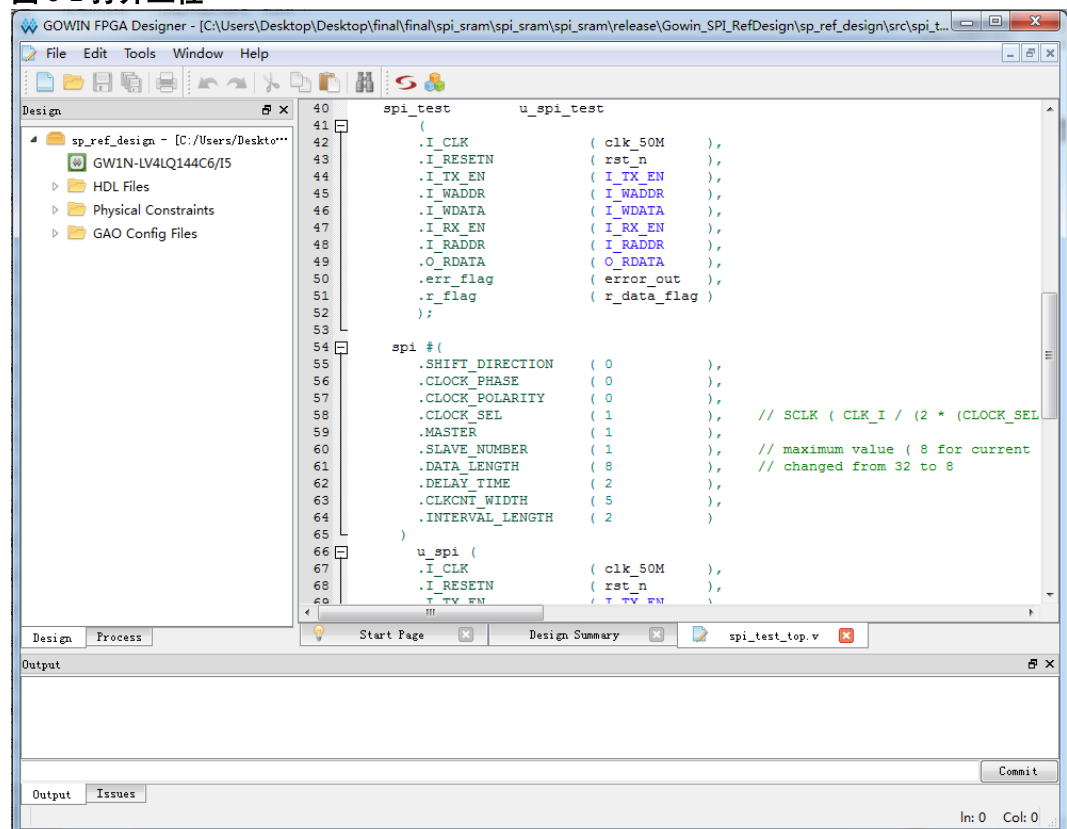 GOWIN FPGA Designer - [C:\Users\Desktop\Desktop\final\final\spi_sram\spi_sram\spi_sram\release\Gowin_SPI_RefDesign\sp_ref_design\src\spi_t...
File Edit Tools Window Help
Design
sp_ref_design - [C:/Users/Deskto...
GW1N-LV4LQ144C6/I5
HDL Files
Physical Constraints
GAO Config Files
40 spi_test u_spi_test
41 (
42 .I_CLK ( clk_50M ),
43 .I_RESETN ( rst_n ),
44 .I_TX_EN ( I_TX_EN ),
45 .I_WADDR ( I_WADDR ),
46 .I_WDATA ( I_WDATA ),
47 .I_RX_EN ( I_RX_EN ),
48 .I_RADDR ( I_RADDR ),
49 .O_RDATA ( O_RDATA ),
50 .err_flag ( error_out ),
51 .r_flag ( r_data_flag )
52 );
53
54 spi #(
55 .SHIFT_DIRECTION ( 0 ),
56 .CLOCK_PHASE ( 0 ),
57 .CLOCK_POLARITY ( 0 ),
58 .CLOCK_SEL ( 1 ), // SCLK ( CLK_I / (2 * (CLOCK_SEL
59 .MASTER ( 1 ),
60 .SLAVE_NUMBER ( 1 ), // maximum value ( 8 for current
61 .DATA_LENGTH ( 8 ), // changed from 32 to 8
62 .DELAY_TIME ( 2 ),
63 .CLKCNT_WIDTH ( 5 ),
64 .INTERVAL_LENGTH ( 2 )
65 )
66 u_spi (
67 .I_CLK ( clk_50M ),
68 .I_RESETN ( rst_n ),
69 .I_TX_EN ( I_TX_EN )
Design Process
Start Page Design Summary spi_test_top.v
Output
Commit
Output Issues
ln: 0 Col: 0